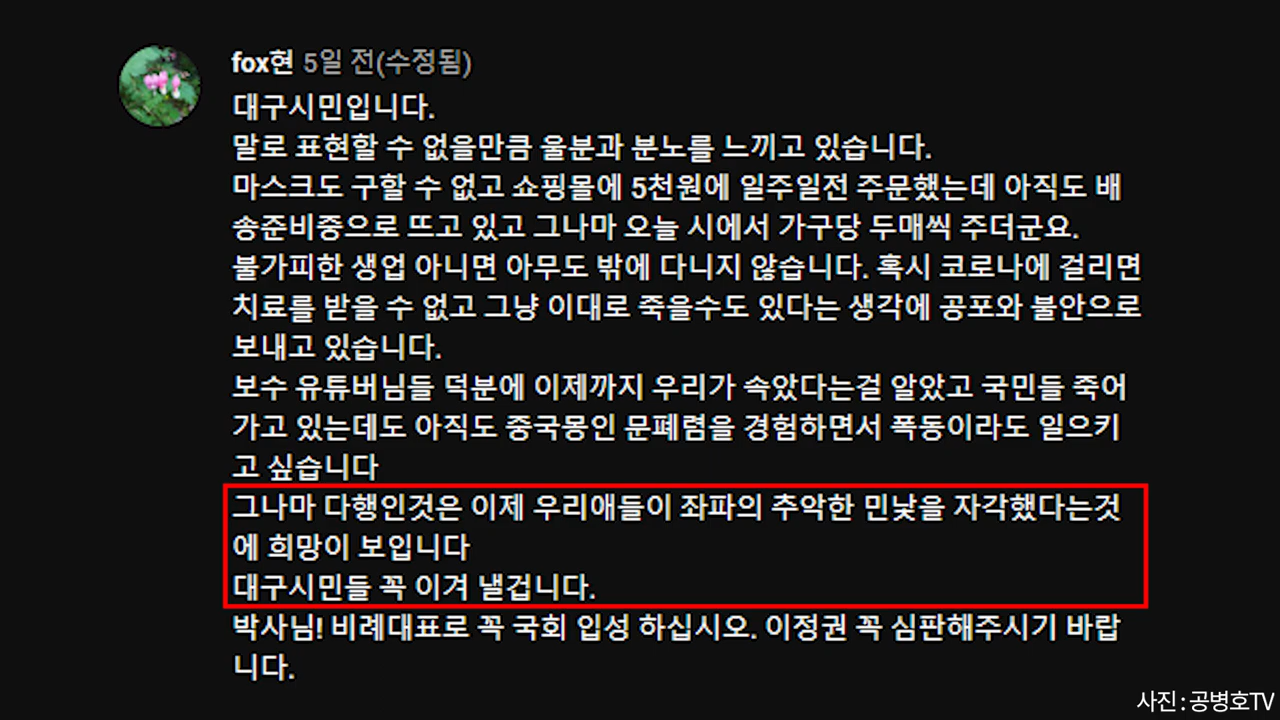 fox현 5일 전(수정됨)
대구시민입니다.
말로 표현할 수 없을만큼 울분과 분노를 느끼고 있습니다.
마스크도 구할 수 없고 쇼핑몰에 5천원에 일주일전 주문했는데 아직도 배
송준비중으로 뜨고 있고 그나마 오늘 시에서 가구당 두매씩 주더군요.
불가피한 생업 아니면 아무도 밖에 다니지 않습니다. 혹시 코로나에 걸리면
치료를 받을 수 없고 그냥 이대로 죽을수도 있다는 생각에 공포와 불안으로
보내고 있습니다.
보수 유튜버님들 덕분에 이제까지 우리가 속았다는걸 알았고 국민들 죽어
가고 있는데도 아직도 중국몽인 문폐렴을 경험하면서 폭동이라도 일으키
고 싶습니다
그나마 다행인것은 이제 우리애들이 좌파의 추악한 민낯을 자각했다는것
에 희망이 보입니다
대구시민들 꼭 이겨 낼겁니다.
박사님! 비례대표로 꼭 국회 입성 하십시오. 이정권 꼭 심판해주시기 바랍
니다.
사진 : 공병호TV